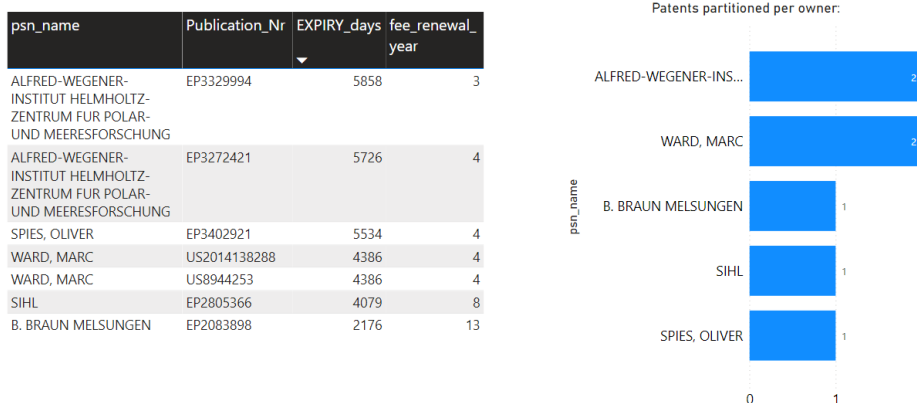 psn_name Publication_Nr EXPIRY_days fee_renewal_
year
ALFRED-WEGENER- EP3329994 5858 3
INSTITUT HELMHOLTZ-
ZENTRUM FUR POLAR-
UND MEERESFORSCHUNG
ALFRED-WEGENER- EP3272421 5726 4
INSTITUT HELMHOLTZ-
ZENTRUM FUR POLAR-
UND MEERESFORSCHUNG
SPIES, OLIVER EP3402921 5534 4
WARD, MARC US2014138288 4386 4
WARD, MARC US8944253 4386 4
SIHL EP2805366 4079 8
B. BRAUN MELSUNGEN EP2083898 2176 13
Patents partitioned per owner:
psn_name
ALFRED-WEGENER-INS... 2
WARD, MARC 2
B. BRAUN MELSUNGEN 1
SIHL 1
SPIES, OLIVER 1
0 1